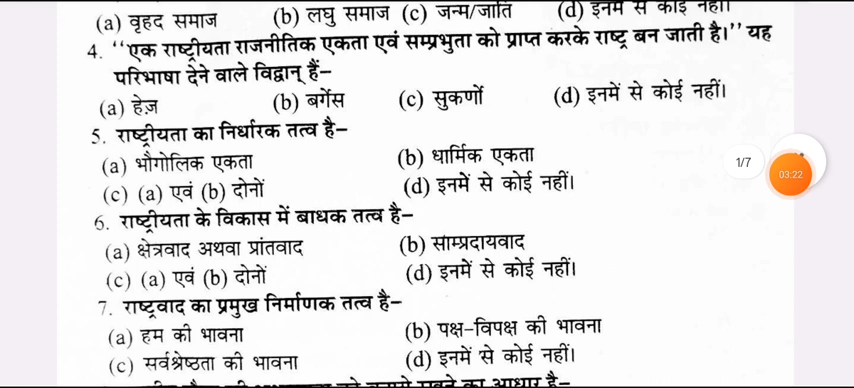 (a) वृहद समाज (b) लघु समाज (c) जन्म/जाति (d) इनमें से कोई नहीं।
4. ‘‘एक राष्ट्रीयता राजनीतिक एकता एवं सम्प्रभुता को प्राप्त करके राष्ट्र बन जाती है।’’ यह
परिभाषा देने वाले विद्वान् हैं–
(a) हेज़ (b) बर्गेस (c) सुकर्णो (d) इनमें से कोई नहीं।
5. राष्ट्रीयता का निर्धारक तत्व है–
(a) भौगोलिक एकता (b) धार्मिक एकता
(c) (a) एवं (b) दोनों (d) इनमें से कोई नहीं।
1/7
03:22
6. राष्ट्रीयता के विकास में बाधक तत्व है–
(a) क्षेत्रवाद अथवा प्रांतवाद (b) साम्प्रदायवाद
(c) (a) एवं (b) दोनों (d) इनमें से कोई नहीं।
7. राष्ट्रवाद का प्रमुख निर्माणक तत्व है–
(a) हम की भावना (b) पक्ष–विपक्ष की भावना
(c) सर्वश्रेष्ठता की भावना (d) इनमें से कोई नहीं।
का आधार है–